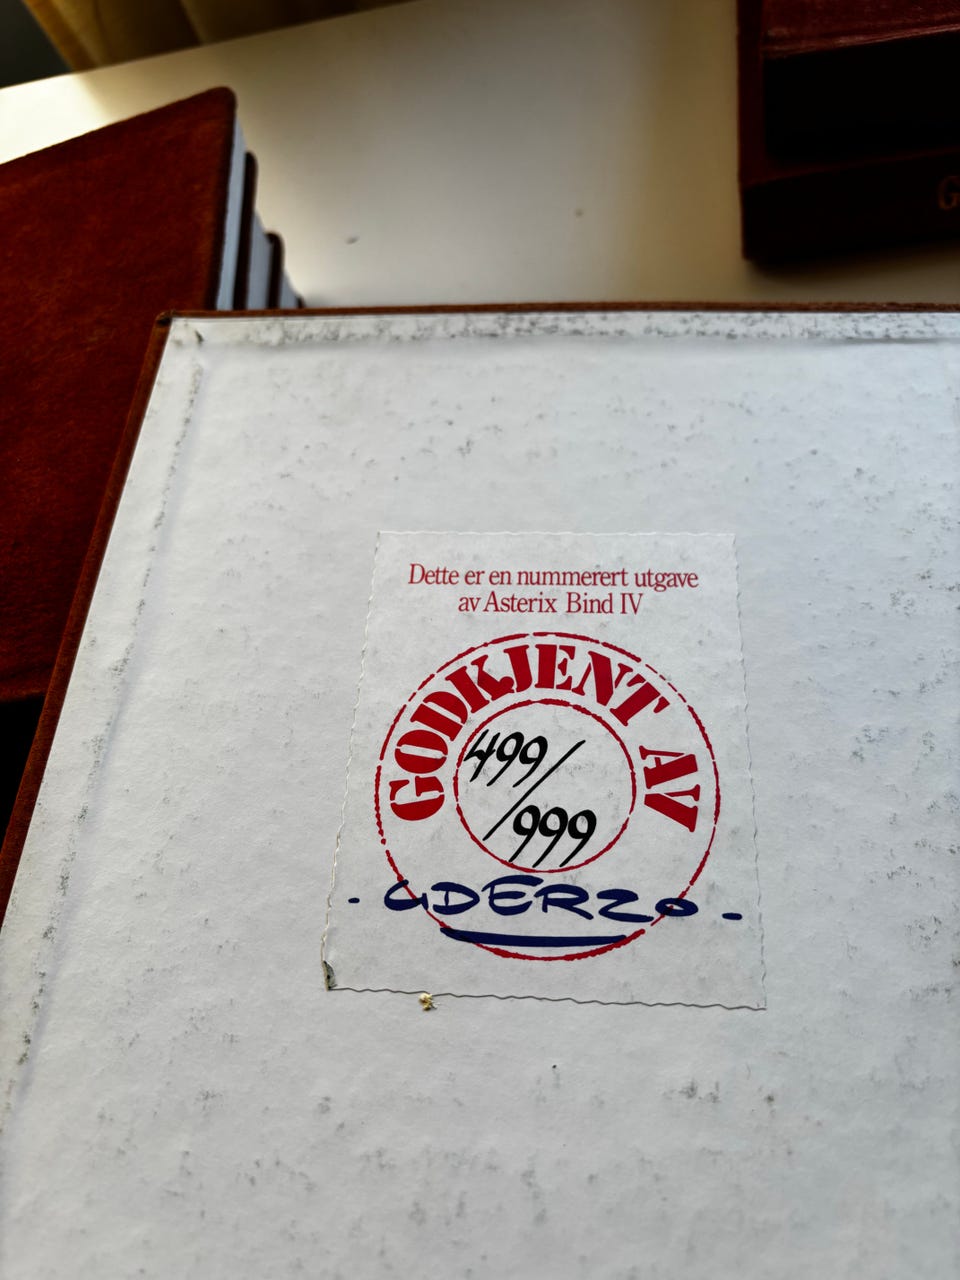 Dette er en nummerert utgave
av Asterix Bind IV
GODKJENT AV
499/
999
UDERZO